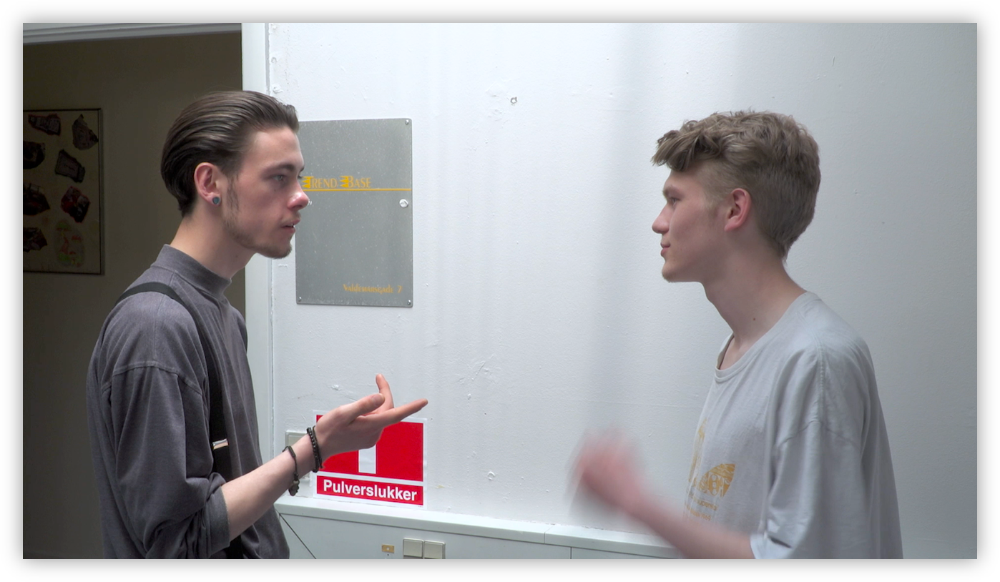 TREND BASE
Valdemarsgade 7
Pulverslukker